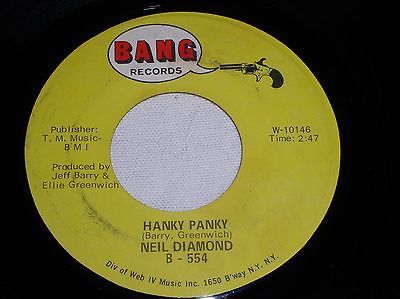 BANG
RECORDS
Publisher:
T. M. Music-
B M I
W-10146
Time: 2:47
Produced by
Jeff Barry &
Ellie Greenwich
HANKY PANKY
(Barry, Greenwich)
NEIL DIAMOND
B - 554
Div of Web IV Music Inc. 1650 B'way N.Y. N.Y.